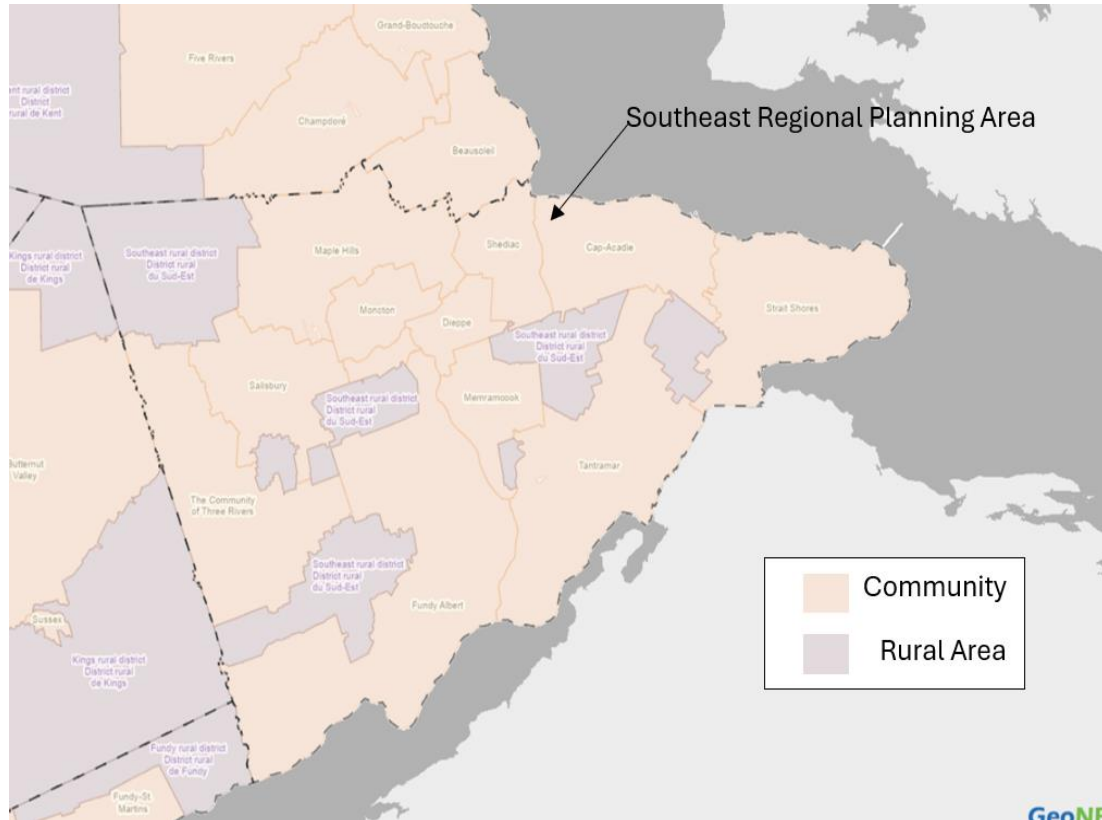 Grand-Bouctouche
Five Rivers
ent rural district
District
rural de Kent
Champdoré
Beausoleil
Southeast Regional Planning Area
Kings rural district
District rural
de Kings
Southeast rural district
District rural
du Sud-Est
Maple Hills
Shediac
Cap-Acadie
Moncton
Dieppe
Strait Shores
Southeast rural district
District rural
du Sud-Est
Salisbury
Southeast rural district
District rural
du Sud-Est
Memramcook
Butternut
Valley
Tantramar
The Community
of Three Rivers
Southeast rural district
District rural
du Sud-Est
Fundy Albert
Community
Rural Area
Sussex
Kings rural district
District rural
de Kings
Fundy rural district
District rural
de Fundy
Fundy-St
Martins
GeoNB